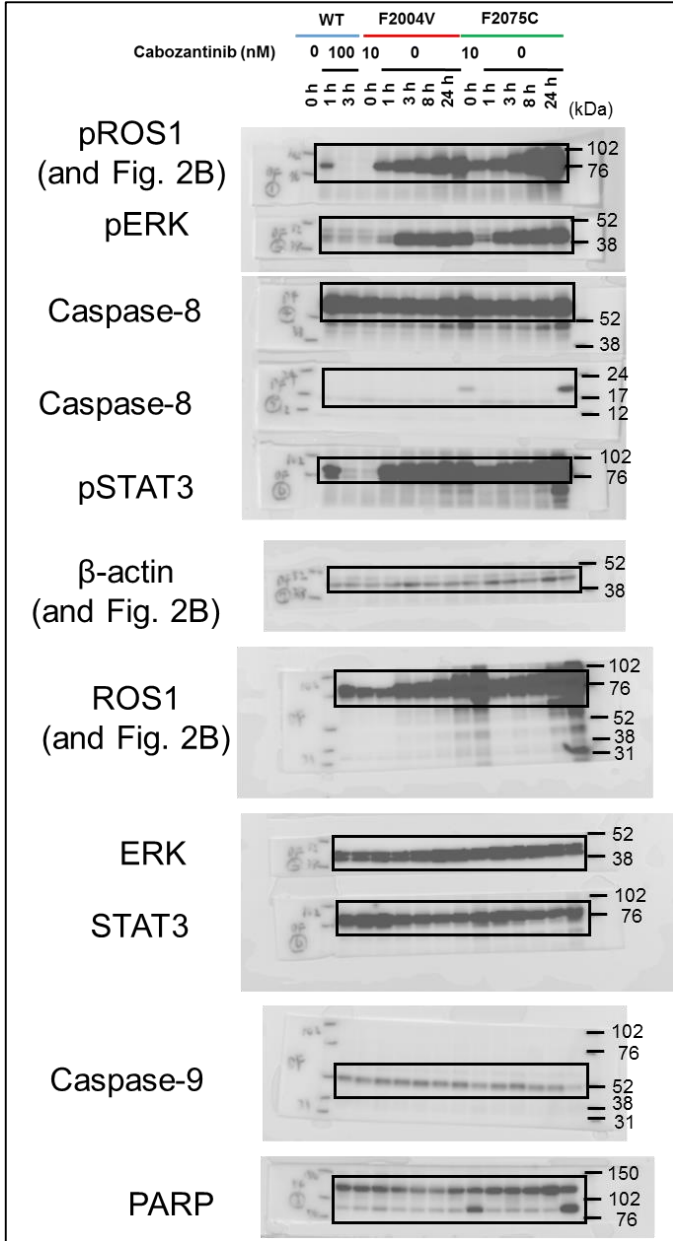 WT F2004V F2075C
Cabozantinib (nM) 0 100 10 0 10 0
0 h 1 h 3 h 0 h 1 h 3 h 8 h 24 h 0 h 1 h 3 h 8 h 24 h (kDa)
pROS1
(and Fig. 2B)
102
76
pERK
52
38
Caspase-8
52
38
Caspase-8
24
17
12
pSTAT3
102
76
β-actin
(and Fig. 2B)
52
38
ROS1
(and Fig. 2B)
102
76
52
38
31
ERK
52
38
STAT3
102
76
Caspase-9
102
76
52
38
31
PARP
150
102
76